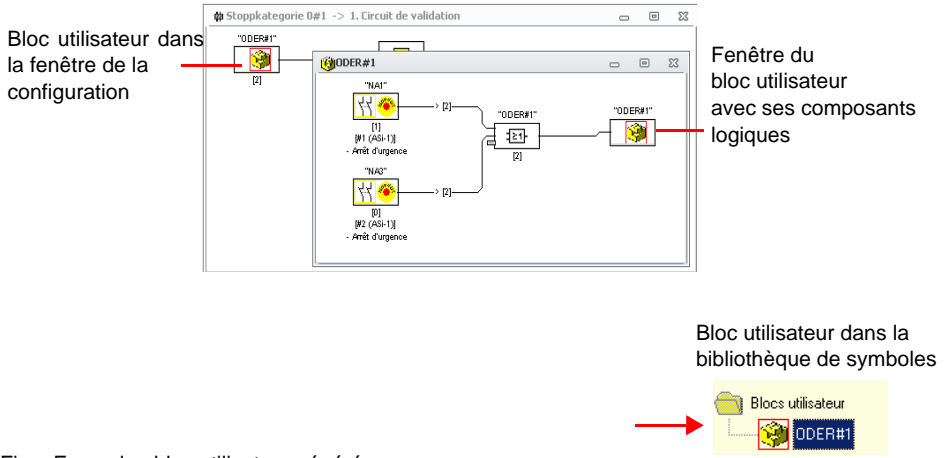 Stoppkategorie 0#1 -> 1. Circuit de validation
Bloc utilisateur dans
la fenêtre de la
configuration
"ODER#1"
[2]
ODER#1
"NA1"
[1]
[#1 (ASi-1)]
- Arrêt d'urgence
> [2]
"NA3"
[0]
[#2 (ASi-1)]
- Arrêt d'urgence
> [2]
"ODER#1"
≥1
[2]
"ODER#1"
Fenêtre du
bloc utilisateur
avec ses composants
logiques
Bloc utilisateur dans la
bibliothèque de symboles
Blocs utilisateur
ODER#1